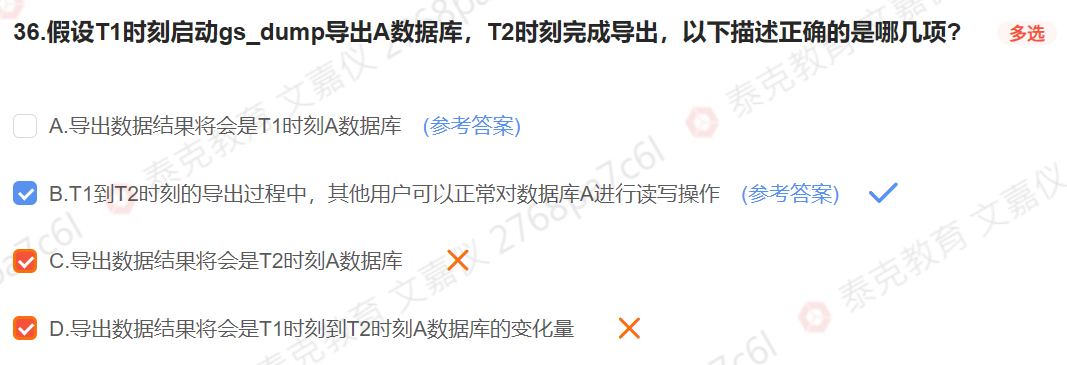 36.假设T1时刻启动gs_dump导出A数据库，T2时刻完成导出，以下描述正确的是哪几项? 多选
A.导出数据结果将会是T1时刻A数据库 (参考答案)
B.T1到T2时刻的导出过程中，其他用户可以正常对数据库A进行读写操作 (参考答案)
C.导出数据结果将会是T2时刻A数据库
D.导出数据结果将会是T1时刻到T2时刻A数据库的变化量
泰克教育 文嘉仪 2768pa7c6l
泰克教育 文嘉仪